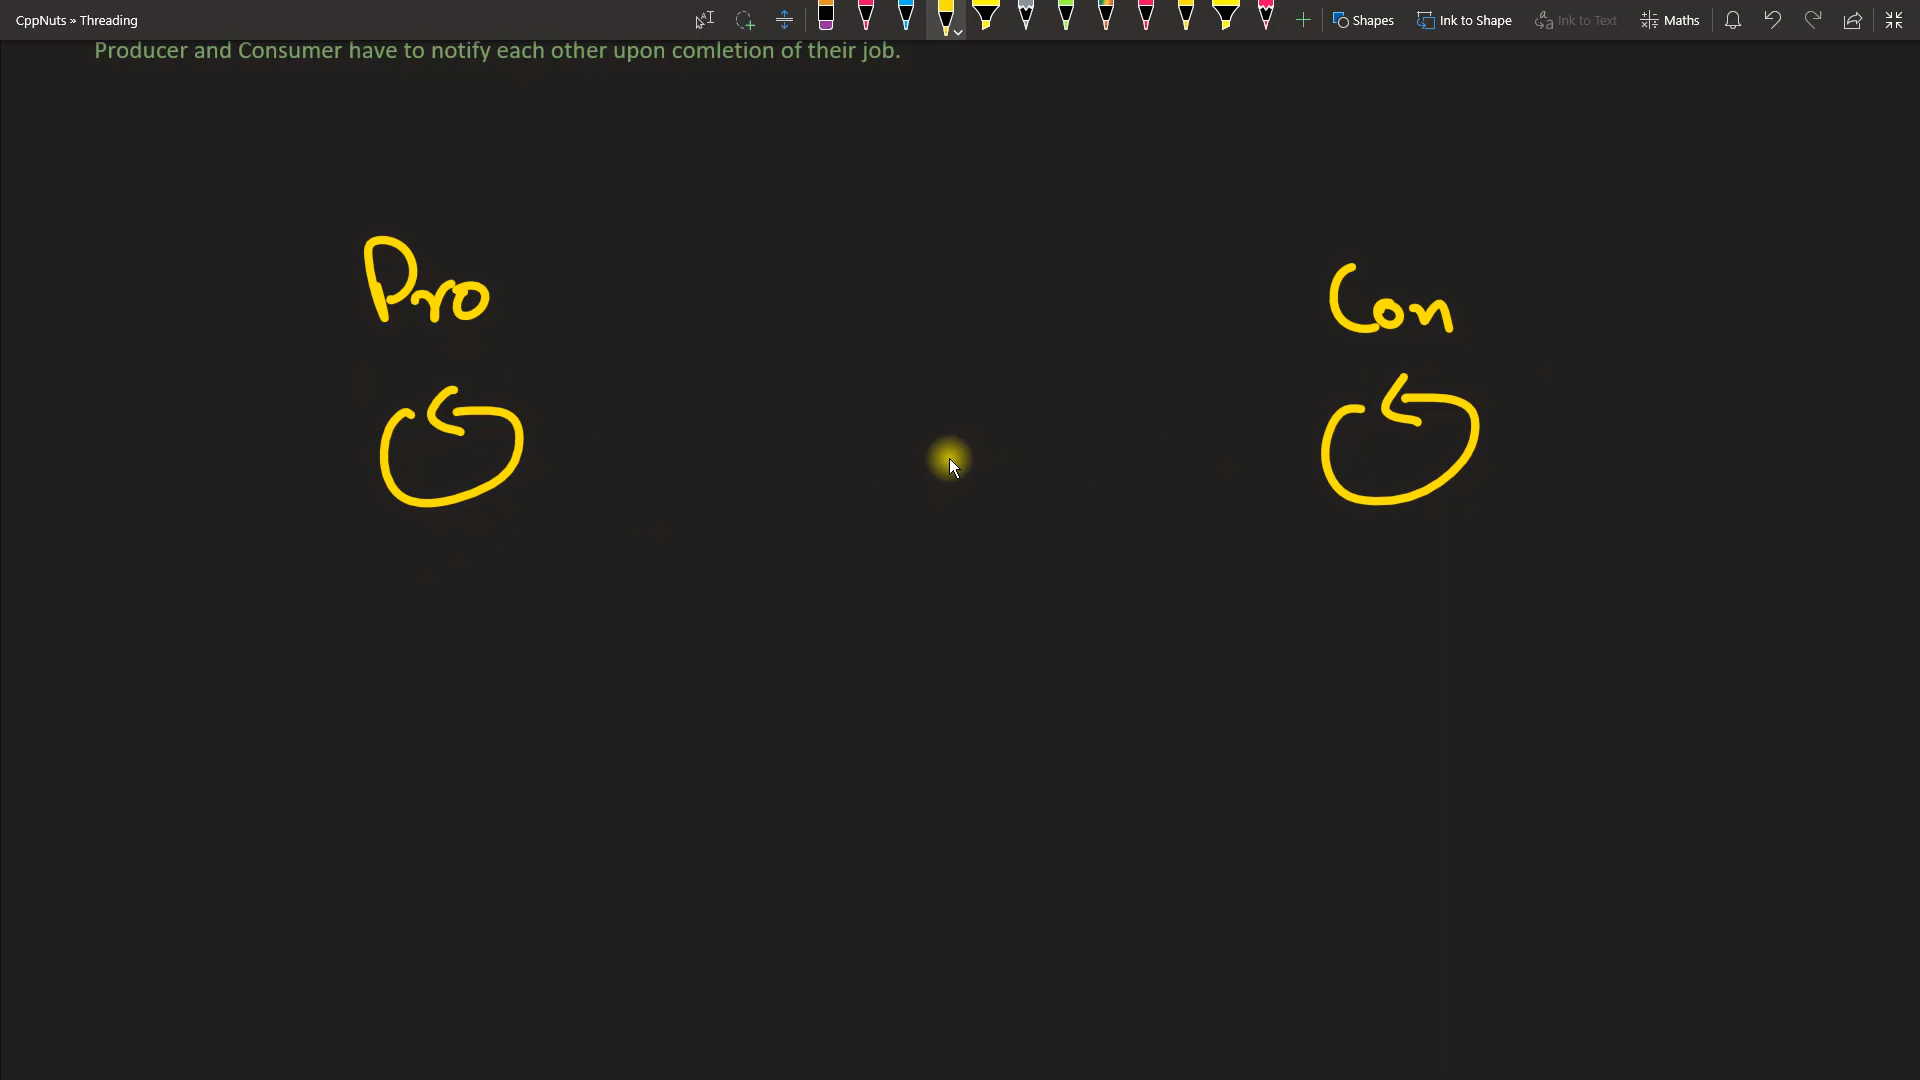 CppNuts » Threading
Shapes
Ink to Shape
Ink to Text
Maths
Producer and Consumer have to notify each other upon comletion of their job.
Pro
Con